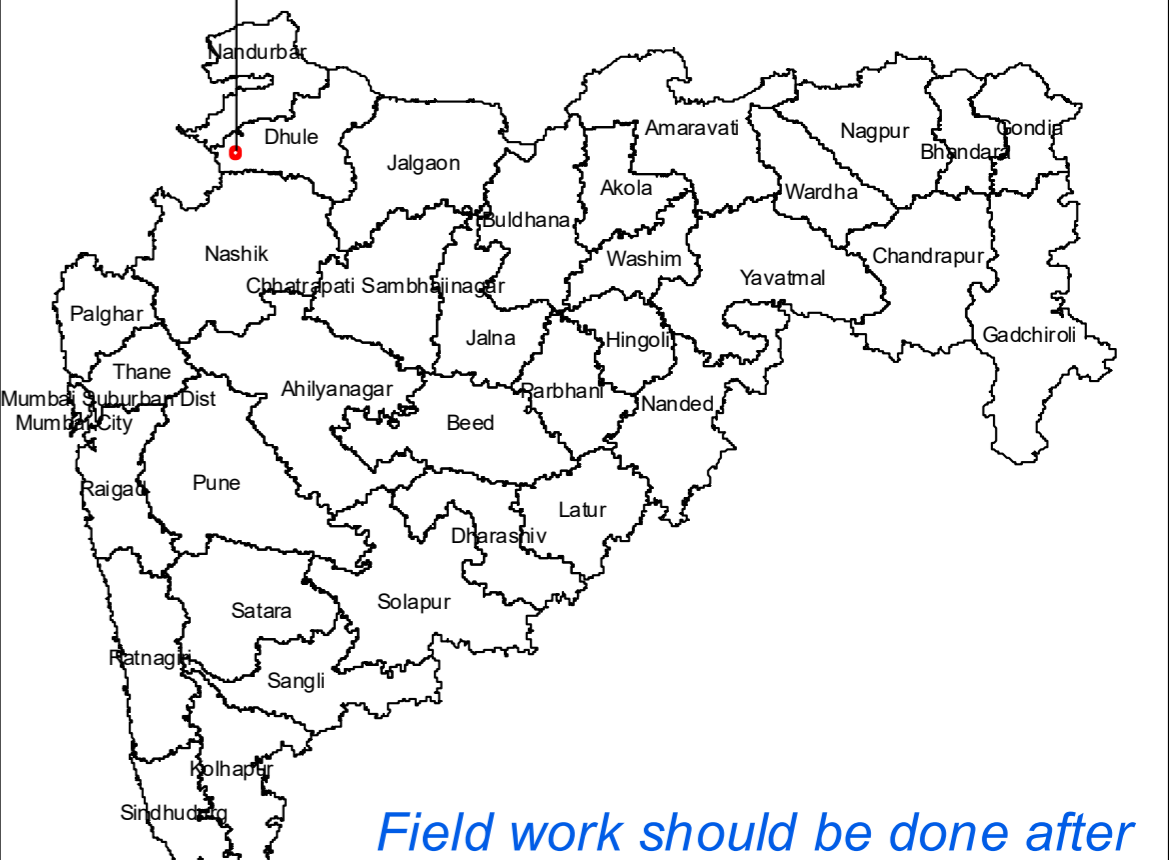 Nandurbar
Dhule
Jalgaon
Amaravati
Nagpur
Gondia
Bhandara
Akola
Wardha
Buldhana
Nashik
Washim
Chandrapur
Yavatmal
Chhatrapati Sambhajinagar
Palghar
Jalna
Hingoli
Gadchiroli
Thane
Ahilyanagar
Parbhani
Mumbai Suburban Dist
Nanded
Mumbai City
Beed
Raigad
Pune
Latur
Dharashiv
Solapur
Satara
Ratnagiri
Sangli
Kolhapur
Sindhudurg
Field work should be done after